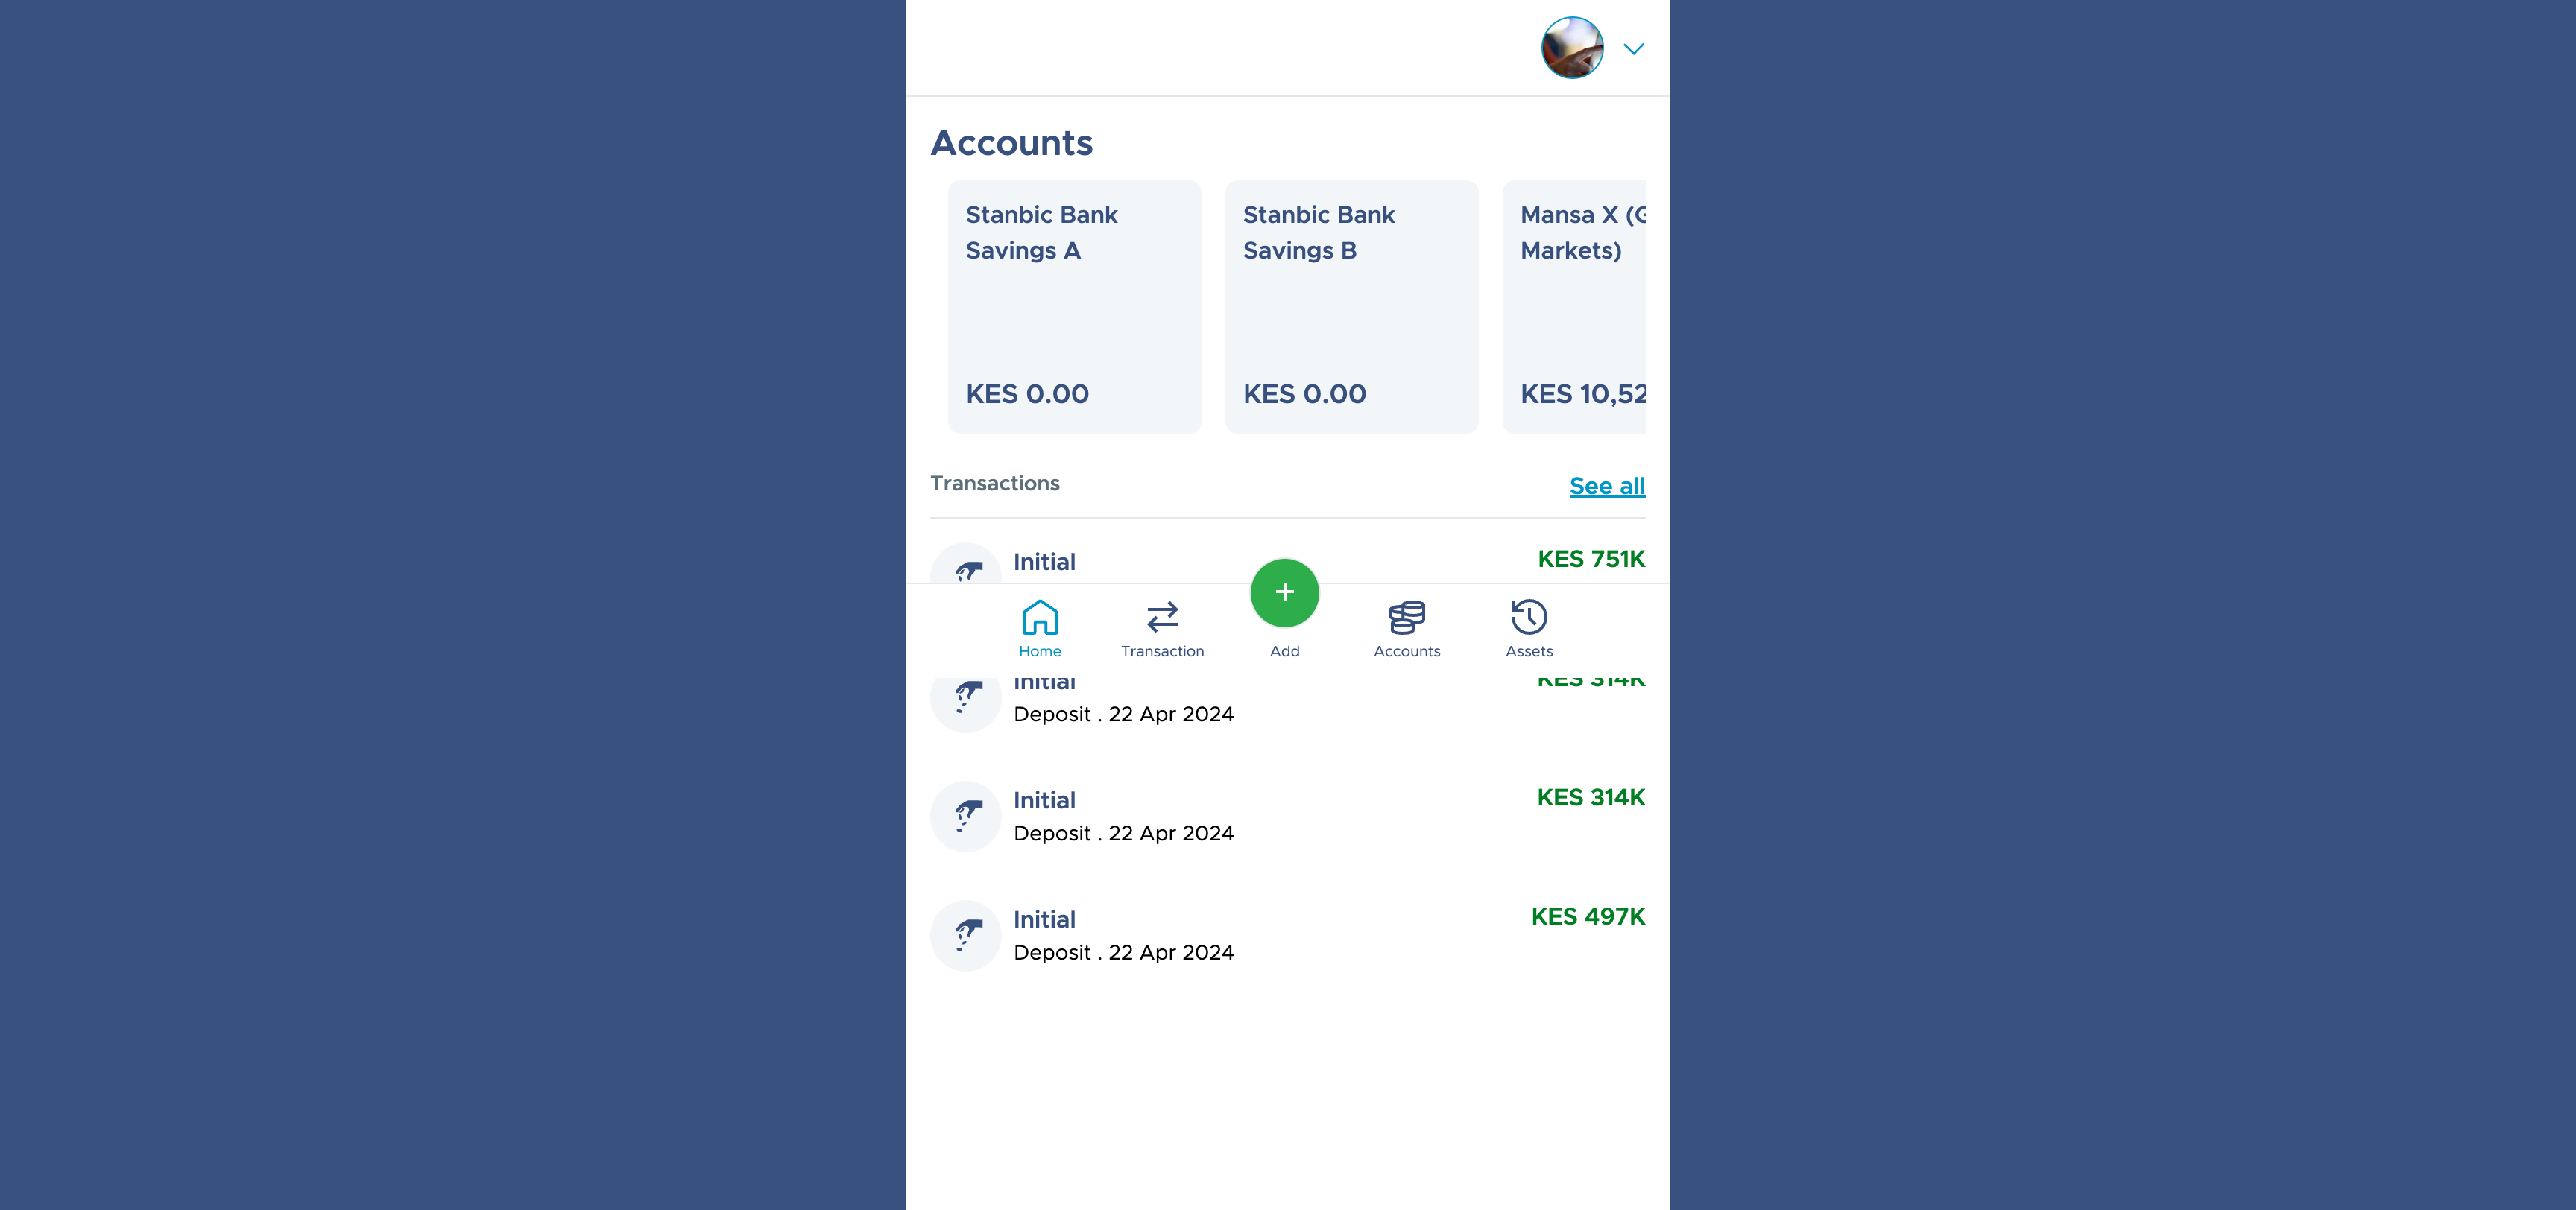 Accounts
Stanbic Bank
Savings A
KES 0.00
Stanbic Bank
Savings B
KES 0.00
Mansa X (
Markets)
KES 10,52
Transactions
See all
Initial
KES 751K
Home
Transaction
+
Add
Accounts
Assets
Initial
KES 314K
Deposit . 22 Apr 2024
Initial
KES 314K
Deposit . 22 Apr 2024
Initial
KES 497K
Deposit . 22 Apr 2024